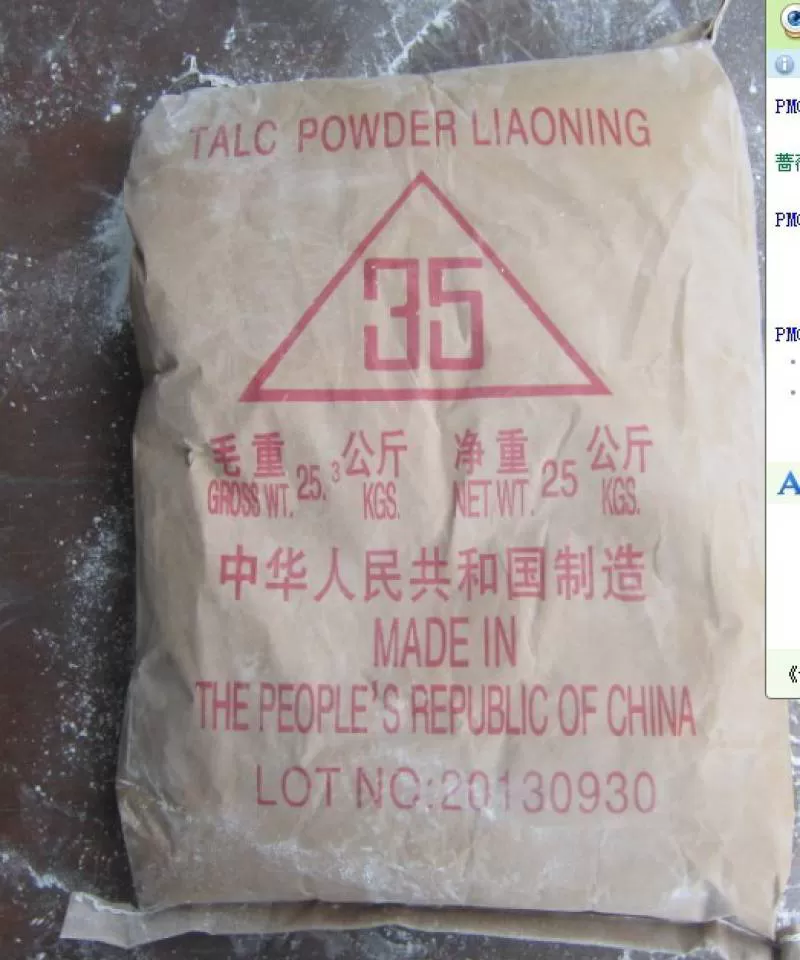 TALC POWDER LIAONING
35
毛重 25.3 公斤 净重 25 公斤
GROSS WT. KGS. NET WT. KGS.
中华人民共和国制造
MADE IN
THE PEOPLE'S REPUBLIC OF CHINA
LOT NO:20130930